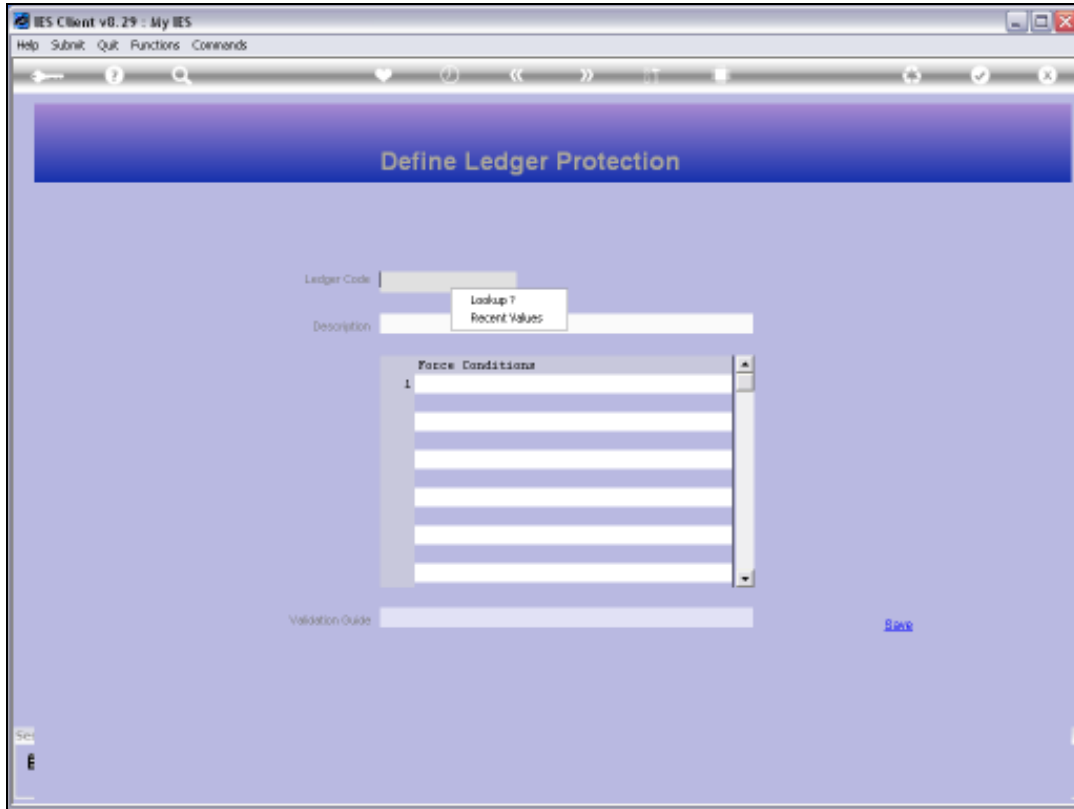 IES Client v8.29 : My IES
Help Submit Quit Functions Commands
Define Ledger Protection
Ledger Code
Lookup ?
Recent Values
Description
Force Conditions
1
Validation Guide
Save